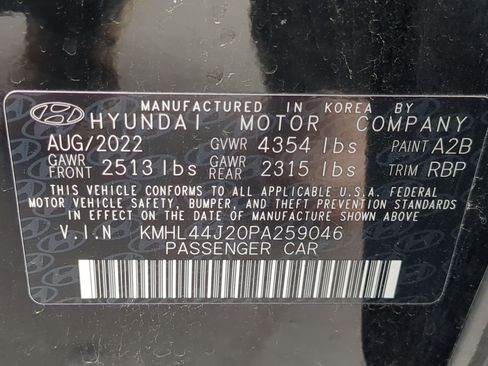 MANUFACTURED IN KOREA BY
HYUNDAI MOTOR COMPANY
AUG/2022 GVWR 4354 lbs PAINT A2B
GAWR FRONT 2513 lbs GAWR REAR 2315 lbs TRIM RBP
THIS VEHICLE CONFORMS TO ALL APPLICABLE U.S.A. FEDERAL
MOTOR VEHICLE SAFETY, BUMPER, AND THEFT PREVENTION STANDARDS
IN EFFECT ON THE DATE OF MANUFACTURE SHOWN ABOVE
V.I.N KMHL44J20PA259046
PASSENGER CAR